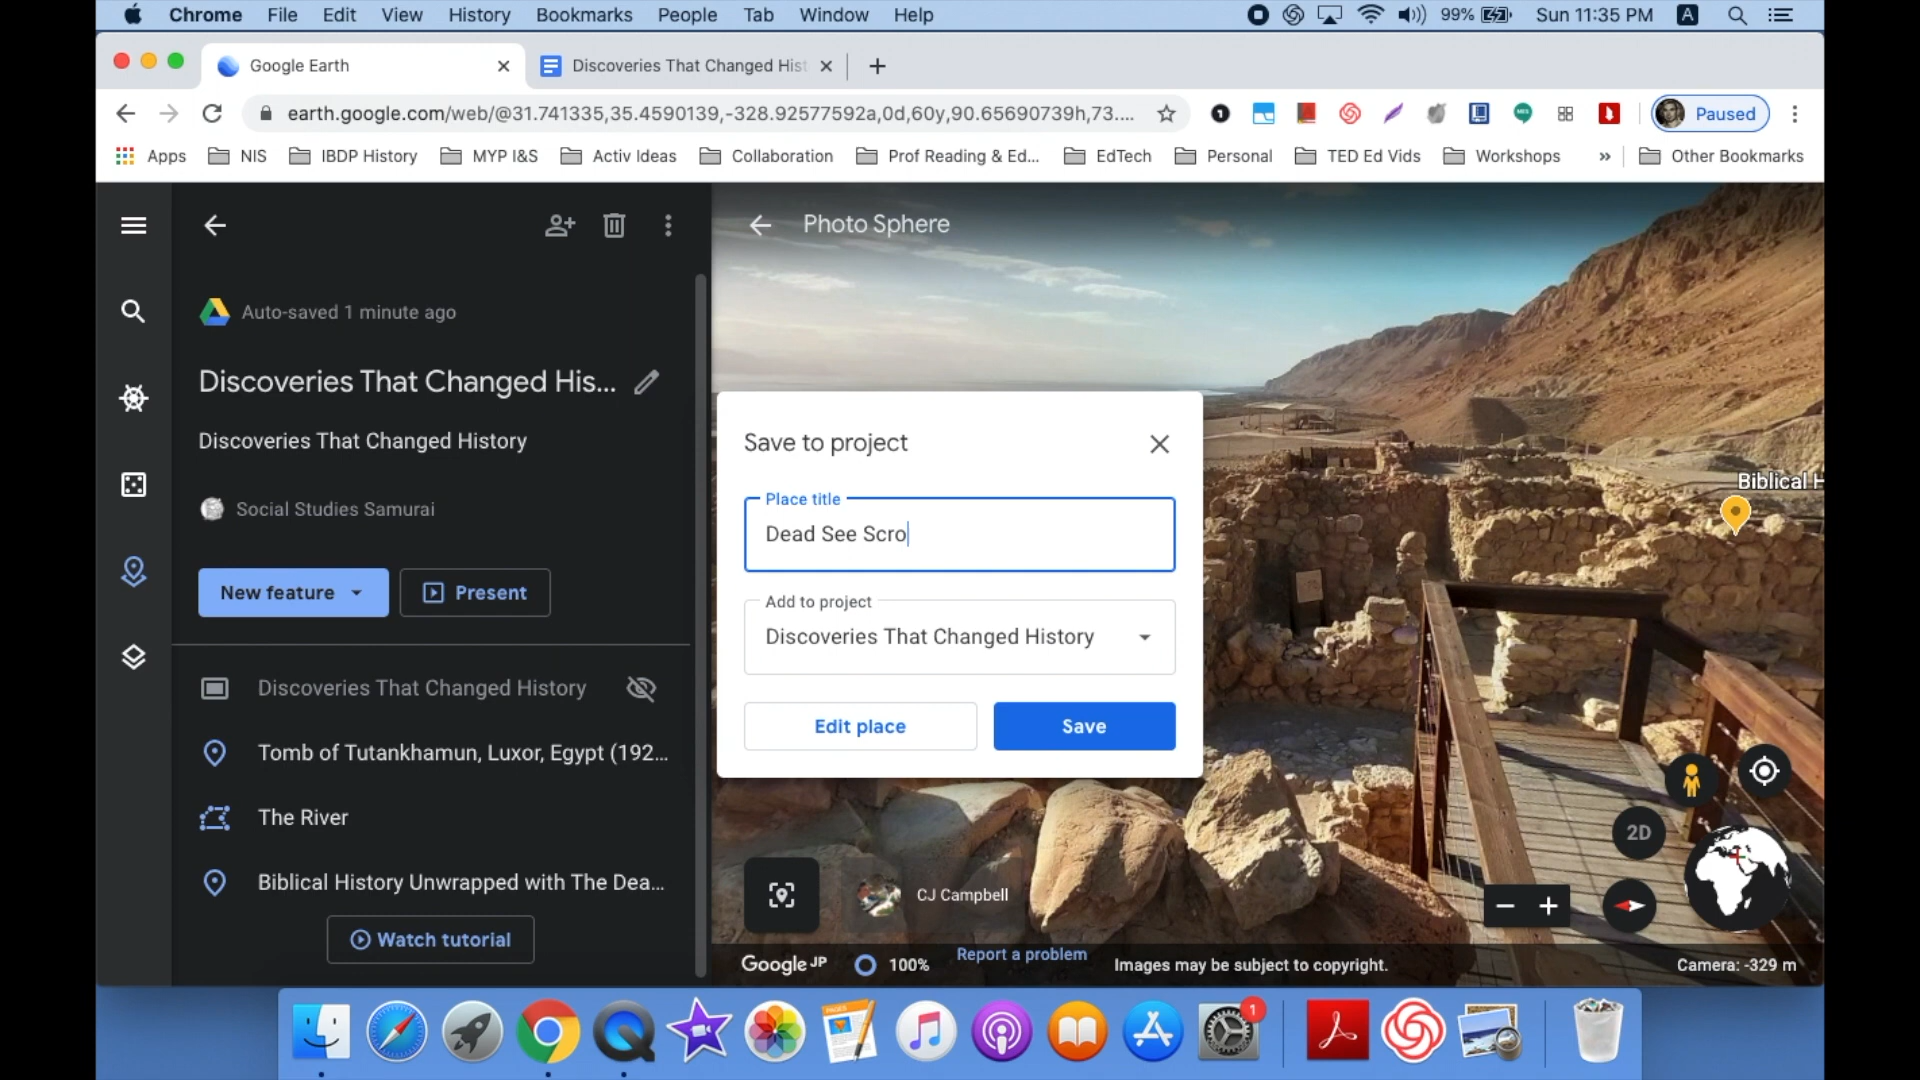 Chrome File Edit View History Bookmarks People Tab Window Help 99% Sun 11:35 PM A
Google Earth
Discoveries That Changed Hist
earth.google.com/web/@31.741335,35.4590139,-328.92577592a,0d,60y,90.65690739h,73.... Paused
Apps NIS IBDP History MYP I&S Activ Ideas Collaboration Prof Reading & Ed... EdTech Personal TED Ed Vids Workshops » Other Bookmarks
Auto-saved 1 minute ago
Discoveries That Changed His...
Discoveries That Changed History
Social Studies Samurai
New feature
Present
Discoveries That Changed History
Tomb of Tutankhamun, Luxor, Egypt (192...
The River
Biblical History Unwrapped with The Dea...
Watch tutorial
Photo Sphere
Save to project
Place title
Dead See Scro
Add to project
Discoveries That Changed History
Edit place
Save
Biblical H
2D
CJ Campbell
Google JP
100%
Report a problem
Images may be subject to copyright.
Camera: -329 m
PAGES
1